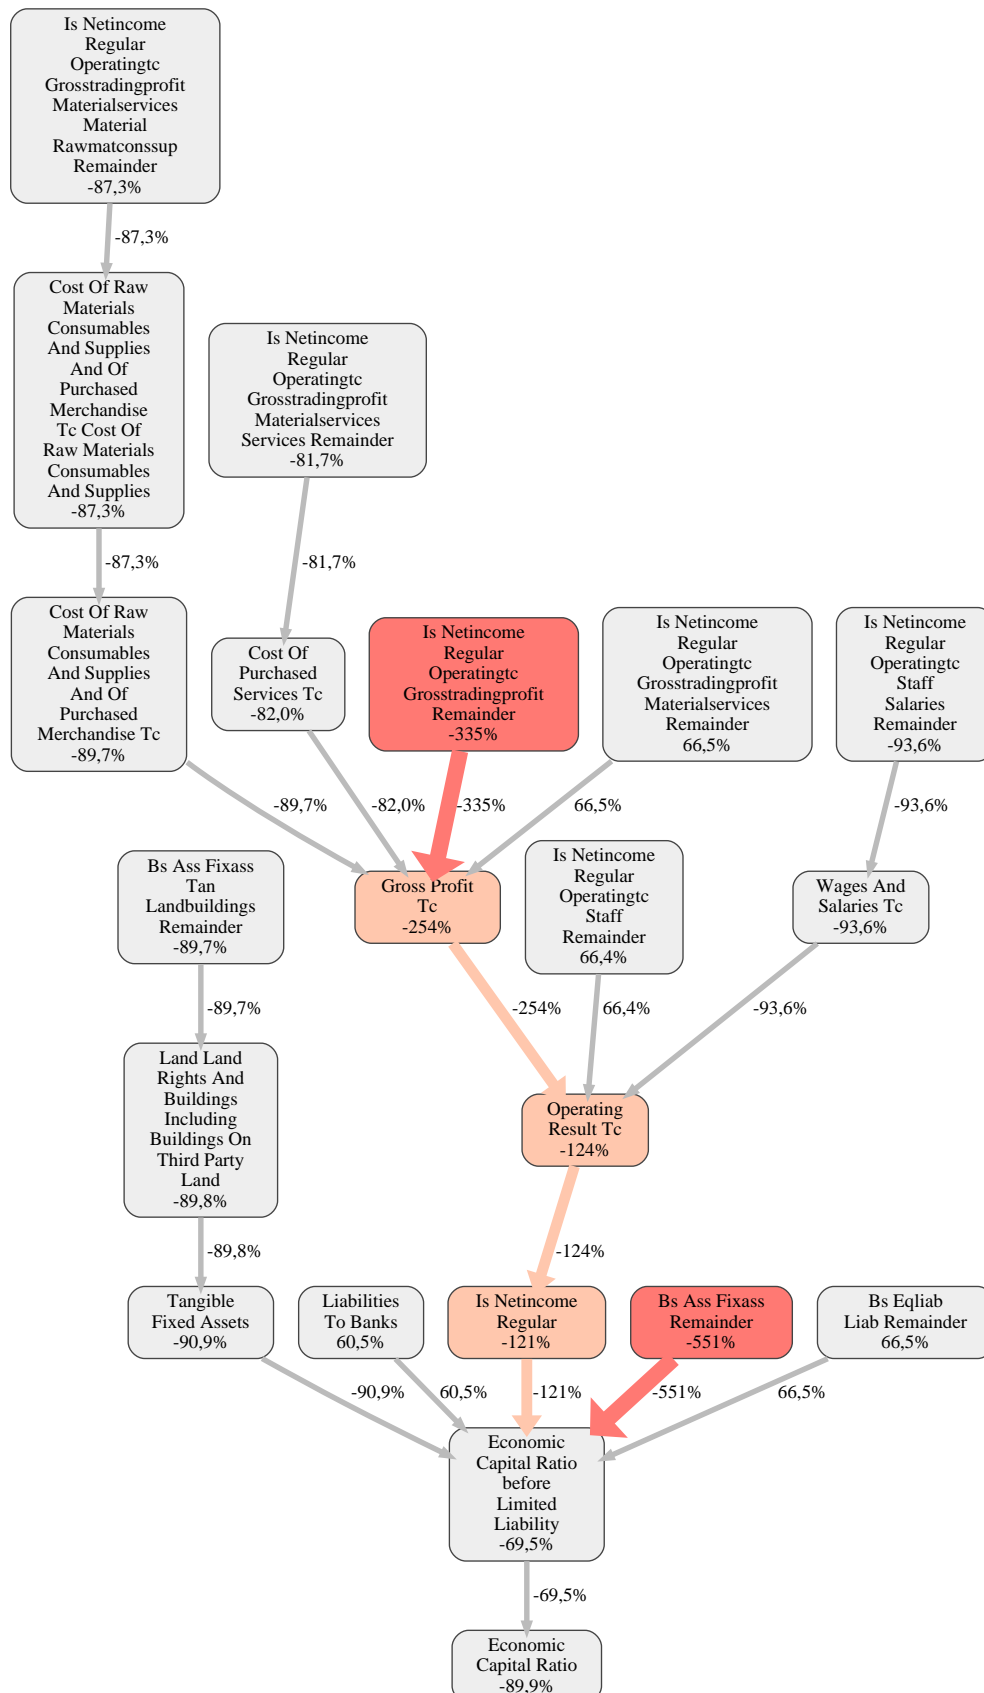 Is Netincome
Regular
Operatingtc
Grosstradingprofit
Materialservices
Material
Rawmatconssup
Remainder
-87,3%
-87,3%
Cost Of Raw
Materials
Consumables
And Supplies
And Of
Purchased
Merchandise
Tc Cost Of
Raw Materials
Consumables
And Supplies
-87,3%
Is Netincome
Regular
Operatingtc
Grosstradingprofit
Materialservices
Services Remainder
-81,7%
-87,3%
-81,7%
Cost Of Raw
Materials
Consumables
And Supplies
And Of
Purchased
Merchandise Tc
-89,7%
Cost Of
Purchased
Services Tc
-82,0%
Is Netincome
Regular
Operatingtc
Grosstradingprofit
Remainder
-335%
Is Netincome
Regular
Operatingtc
Grosstradingprofit
Materialservices
Remainder
66,5%
Is Netincome
Regular
Operatingtc
Staff
Salaries
Remainder
-93,6%
-89,7%
-82,0%
-335%
66,5%
-93,6%
Bs Ass Fixass
Tan
Landbuildings
Remainder
-89,7%
Gross Profit
Tc
-254%
Is Netincome
Regular
Operatingtc
Staff
Remainder
66,4%
Wages And
Salaries Tc
-93,6%
-89,7%
-254%
66,4%
-93,6%
Land Land
Rights And
Buildings
Including
Buildings On
Third Party
Land
-89,8%
Operating
Result Tc
-124%
-89,8%
-124%
Tangible
Fixed Assets
-90,9%
Liabilities
To Banks
60,5%
Is Netincome
Regular
-121%
Bs Ass Fixass
Remainder
-551%
Bs Eqliab
Liab Remainder
66,5%
-90,9%
60,5%
-121%
-551%
66,5%
Economic
Capital Ratio
before
Limited
Liability
-69,5%
-69,5%
Economic
Capital Ratio
-89,9%